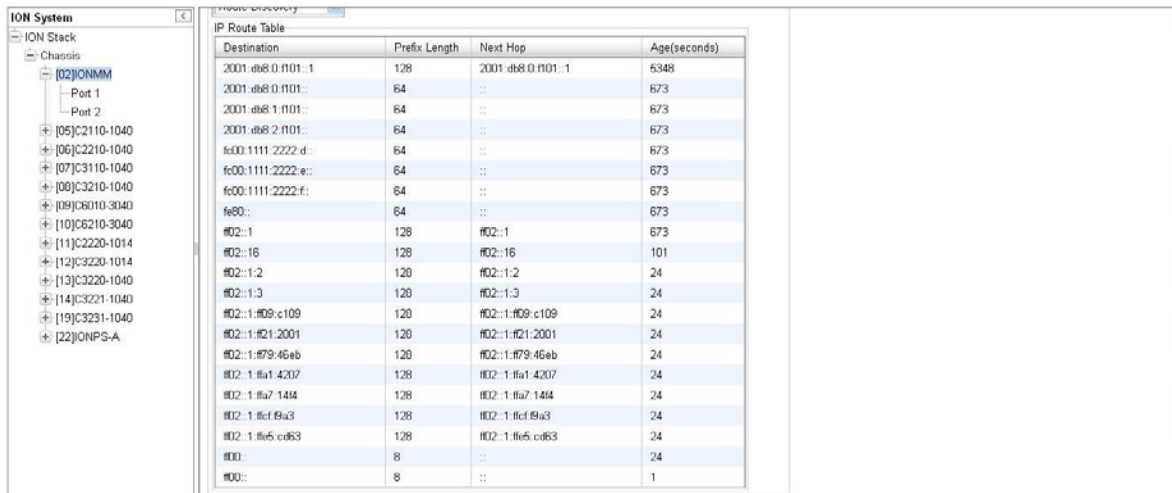 ION System
ION Stack
Chassis
[02]IONMM
Port 1
Port 2
[05]C2110-1040
[06]C2210-1040
[07]C3110-1040
[08]C3210-1040
[09]C6010-3040
[10]C6210-3040
[11]C2220-1014
[12]C3220-1014
[13]C3220-1040
[14]C3221-1040
[19]C3231-1040
[22]IONPS-A
Route Discovery
IP Route Table
Destination Prefix Length Next Hop Age(seconds)
2001:db8:0:f101::1 128 2001:db8:0:f101::1 5348
2001:db8:0:f101:: 64 :: 673
2001:db8:1:f101:: 64 :: 673
2001:db8:2:f101:: 64 :: 673
fc00:1111:2222:d:: 64 :: 673
fc00:1111:2222:e:: 64 :: 673
fc00:1111:2222:f:: 64 :: 673
fe80:: 64 :: 673
ff02::1 128 ff02::1 673
ff02::16 128 ff02::16 101
ff02::1:2 128 ff02::1:2 24
ff02::1:3 128 ff02::1:3 24
ff02::1:ff09:c109 128 ff02::1:ff09:c109 24
ff02::1:ff21:2001 128 ff02::1:ff21:2001 24
ff02::1:ff79:46eb 128 ff02::1:ff79:46eb 24
ff02::1:ffa1:4207 128 ff02::1:ffa1:4207 24
ff02::1:ffa7:14f4 128 ff02::1:ffa7:14f4 24
ff02::1:ffcf:f9a3 128 ff02::1:ffcf:f9a3 24
ff02::1:ffe5:cd63 128 ff02::1:ffe5:cd63 24
ff00:: 8 :: 24
ff00:: 8 :: 1